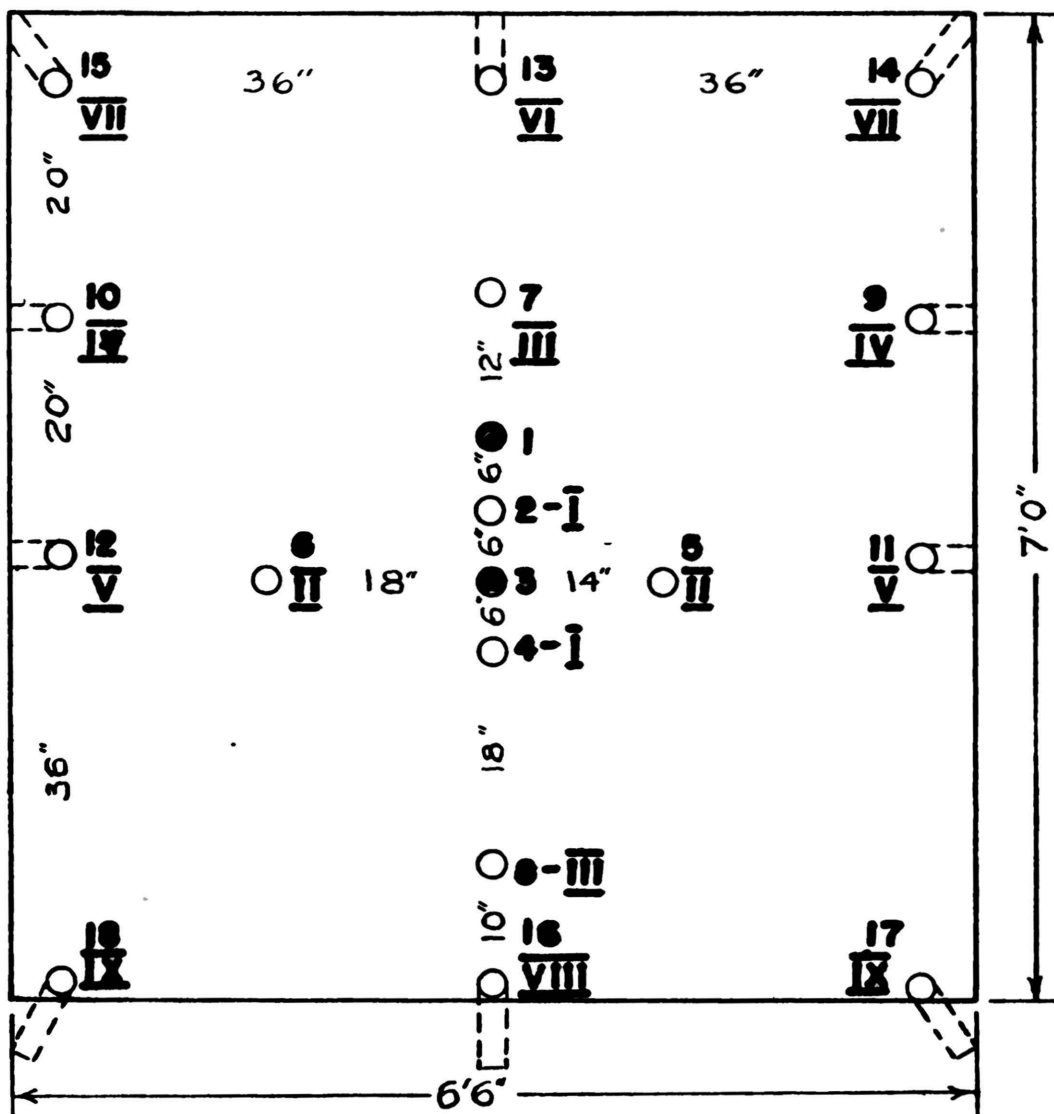 15 36" 13 36" 14
VII VI VII
20"
10 7 9
IV III IV
12"
20"
1
6"
2-I
12 6 6" 5 11
V II 18" 3 14" II V
6"
4-I
7'0"
36" 18"
8-III
10"
18 16 17
IX VIII IX
6'6"